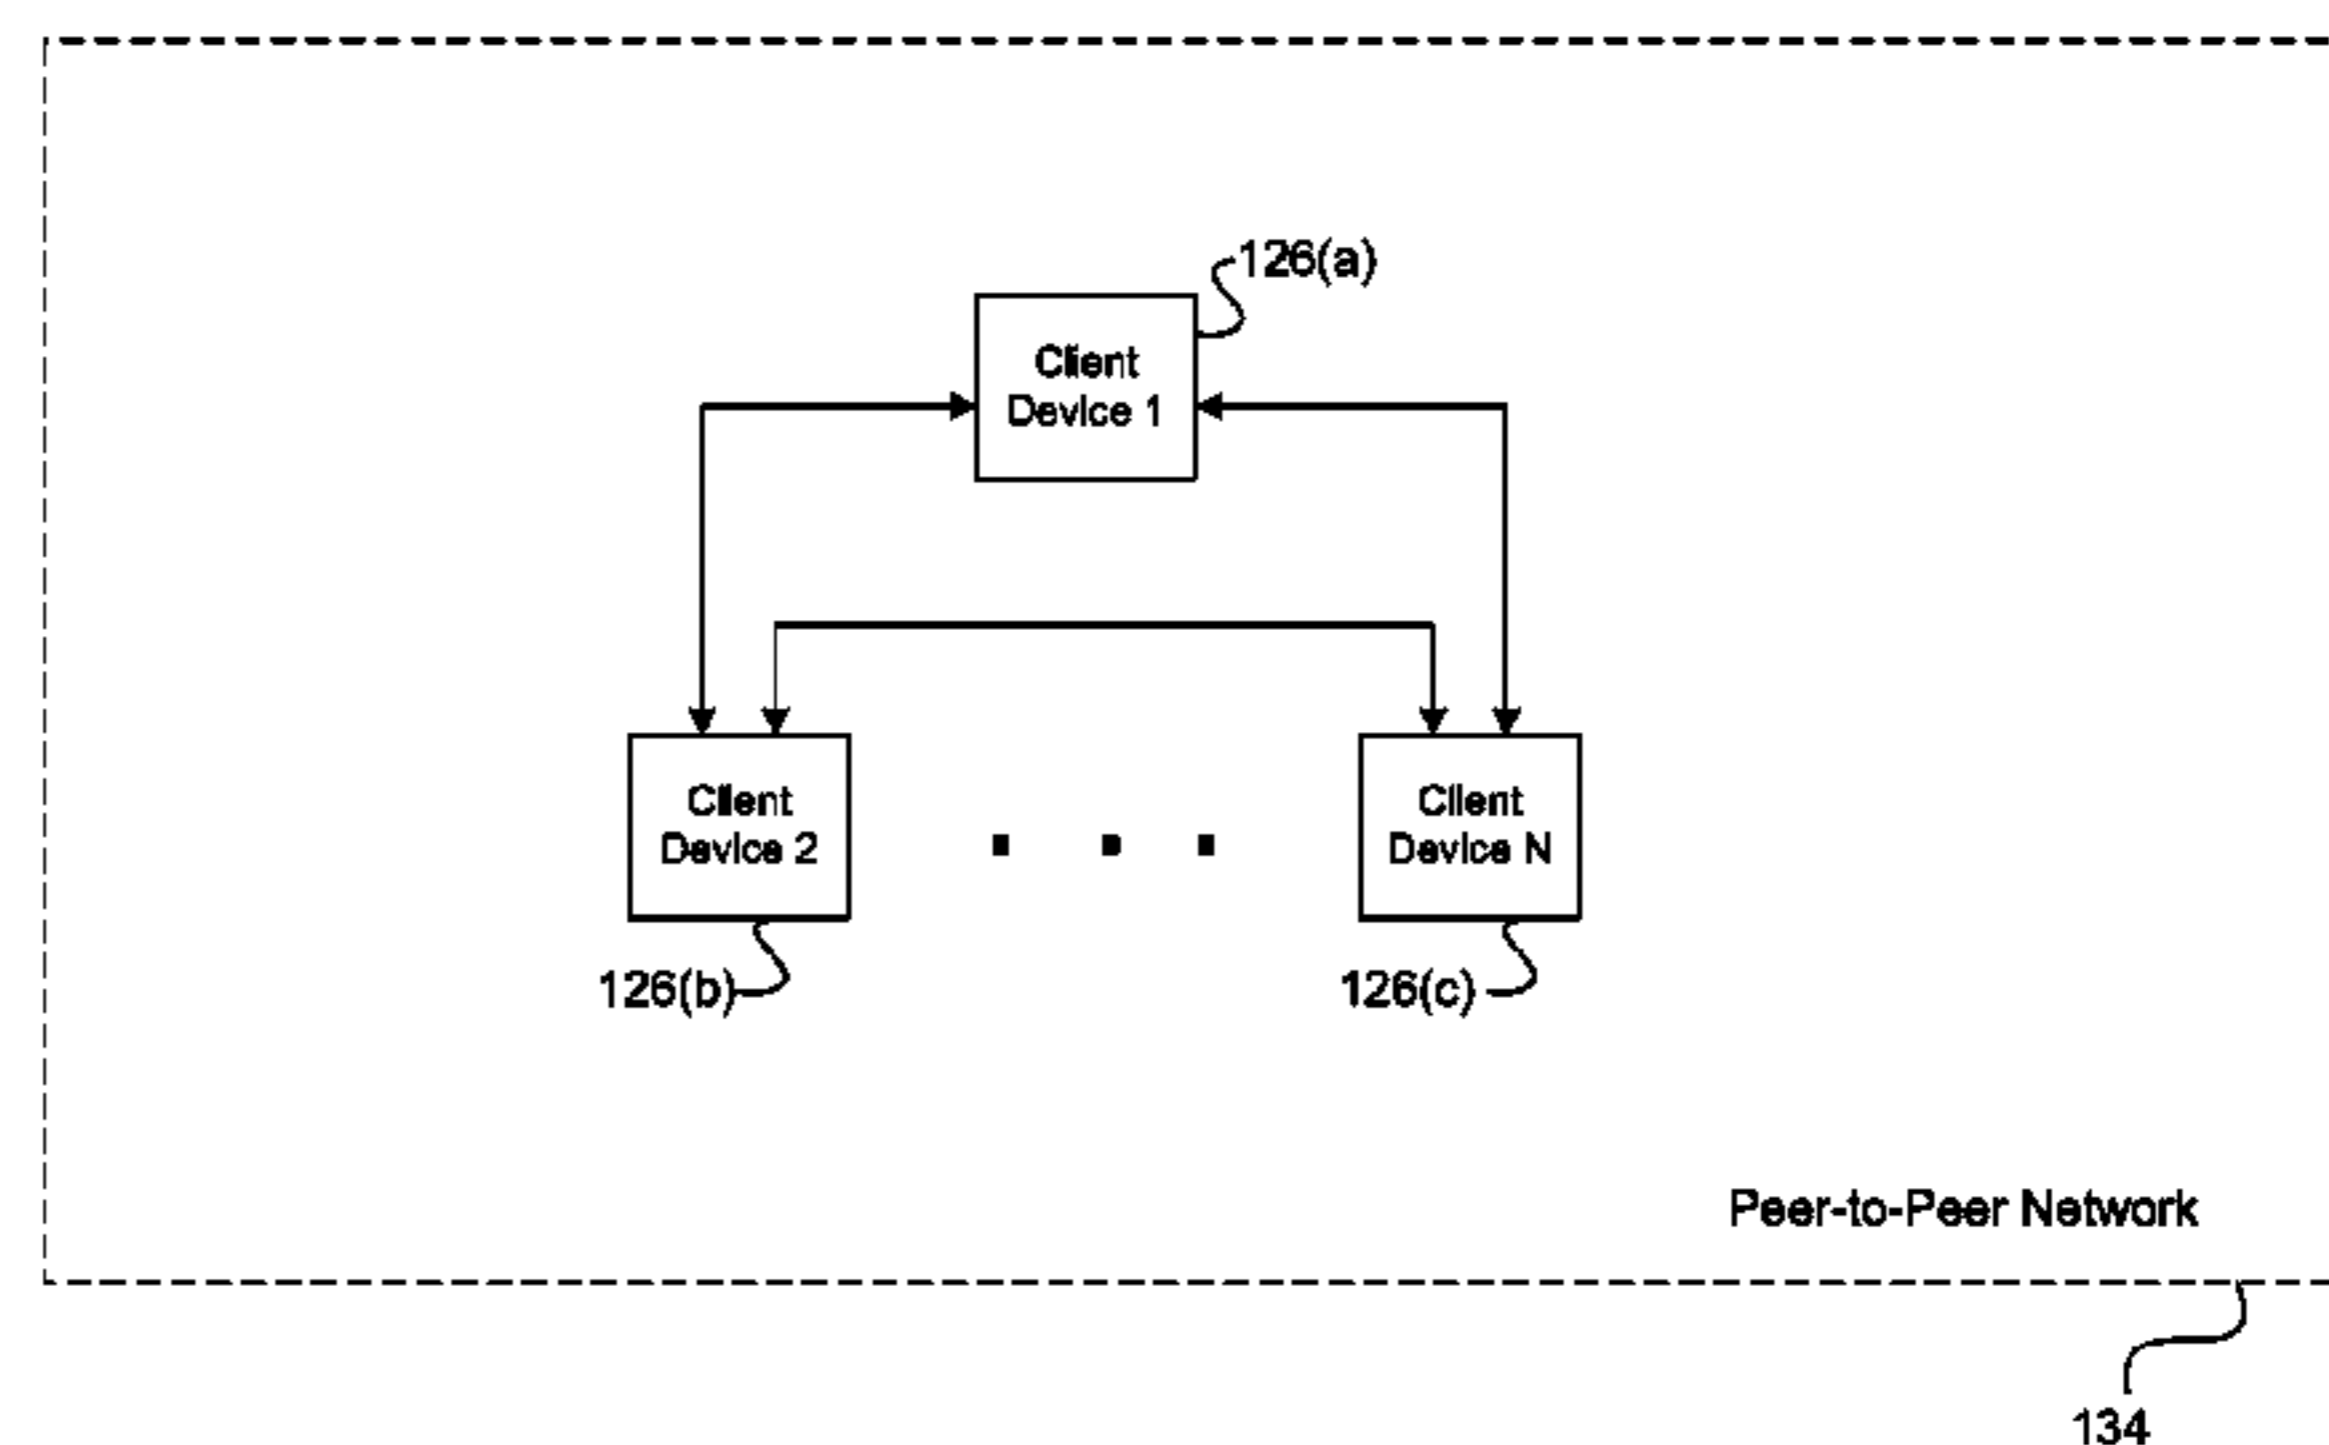 126(a)
Client
Device 1
Client
Device 2
Client
Device N
126(b)
126(c)
Peer-to-Peer Network
134